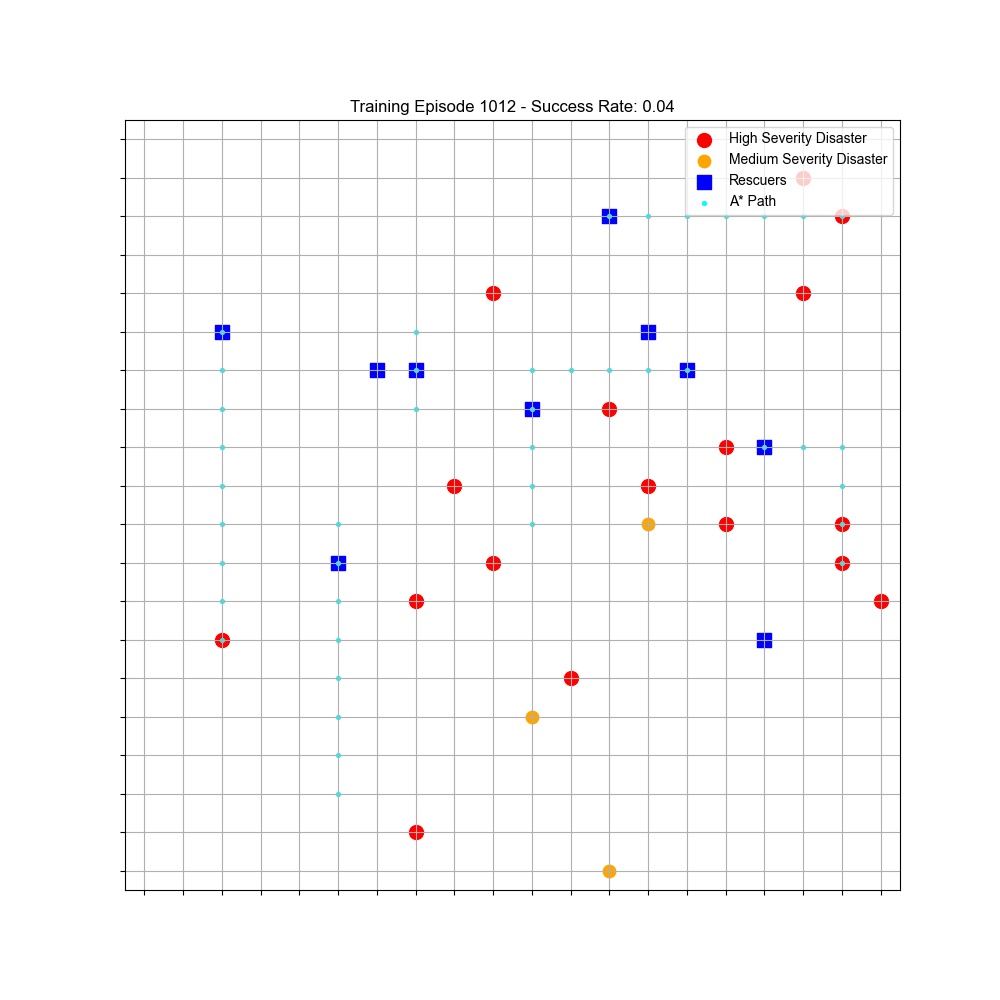 Training Episode 1012 - Success Rate: 0.04
High Severity Disaster
Medium Severity Disaster
Rescuers
A* Path